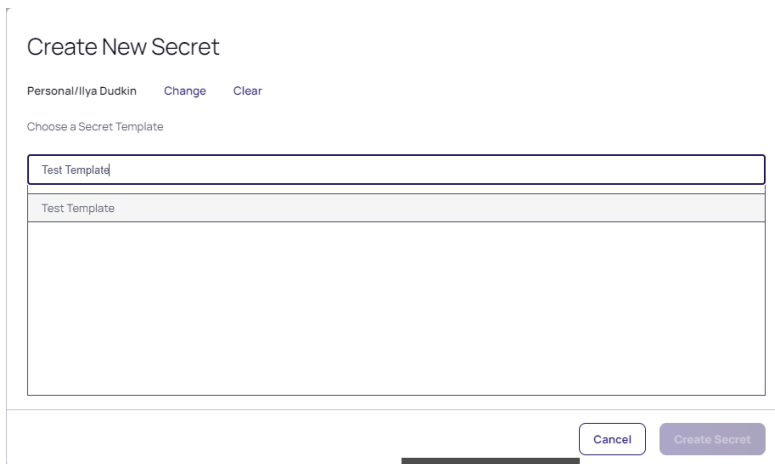 Create New Secret
Personal/Ilya Dudkin Change Clear
Choose a Secret Template
Test Template
Test Template
Cancel Create Secret